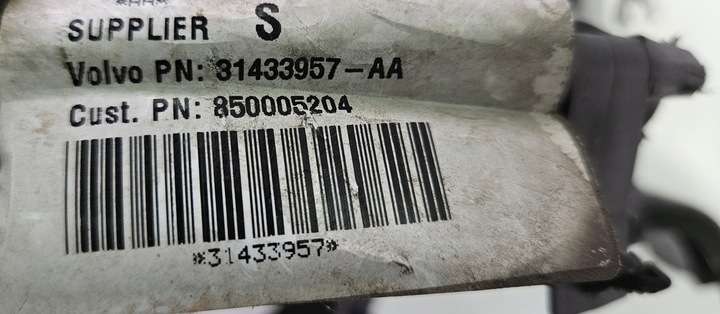 SUPPLIER S
Volvo PN: 31433957-AA
Cust. PN: 850005204
*31433957*